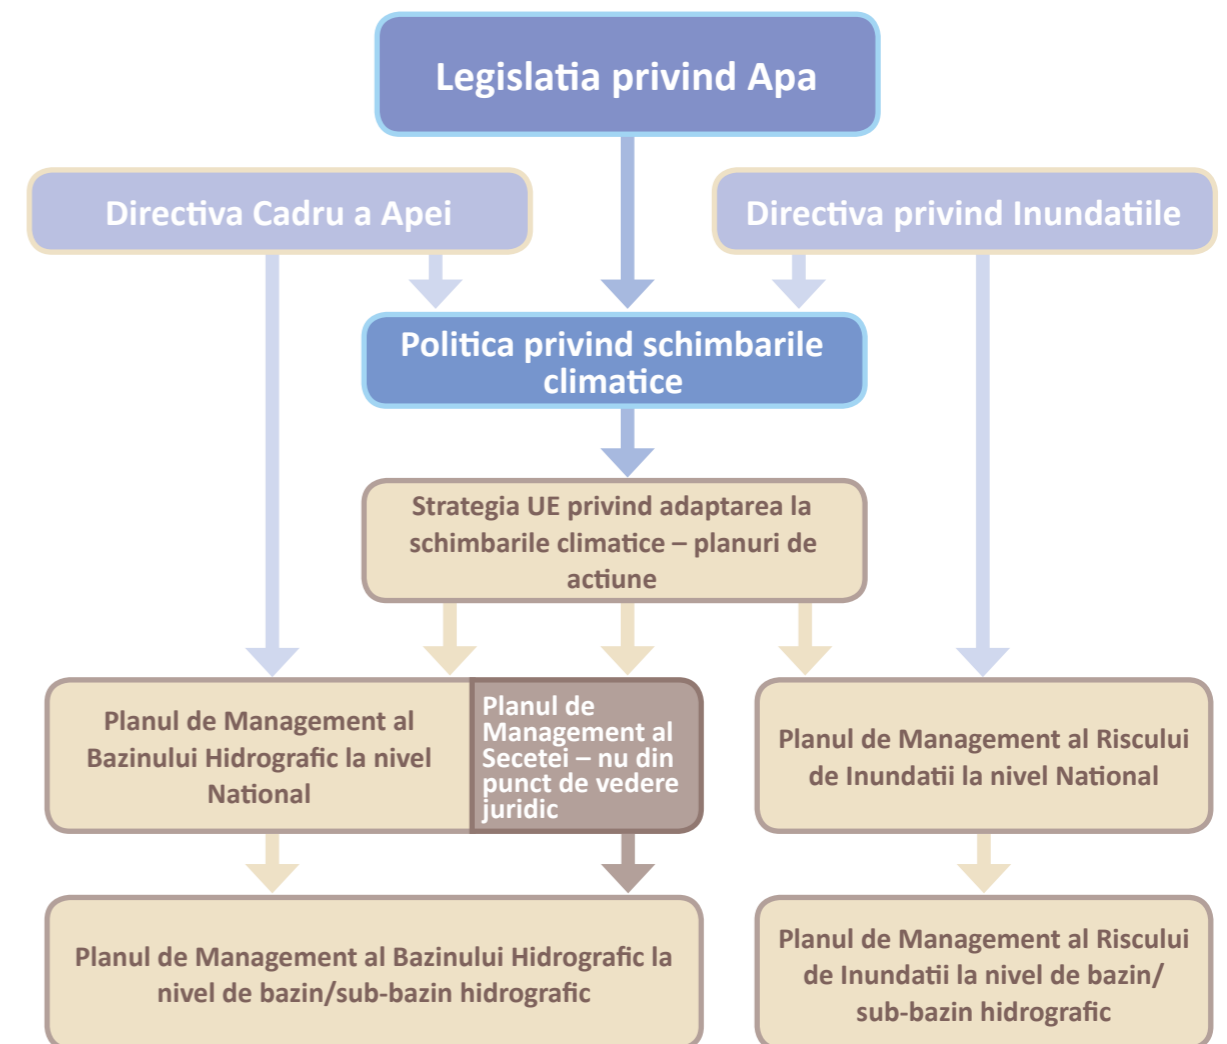 Legislatia privind Apa
Directiva Cadru a Apei
Directiva privind Inundatiile
Politica privind schimbarile
climatice
Strategia UE privind adaptarea la
schimbarile climatice – planuri de
actiune
Planul de Management al
Bazinului Hidrografic la nivel
National
Planul de
Management al
Secetei – nu din
punct de vedere
juridic
Planul de Management al Riscului
de Inundatii la nivel National
Planul de Management al Bazinului Hidrografic la
nivel de bazin/sub-bazin hidrografic
Planul de Management al Riscului
de Inundatii la nivel de bazin/
sub-bazin hidrografic